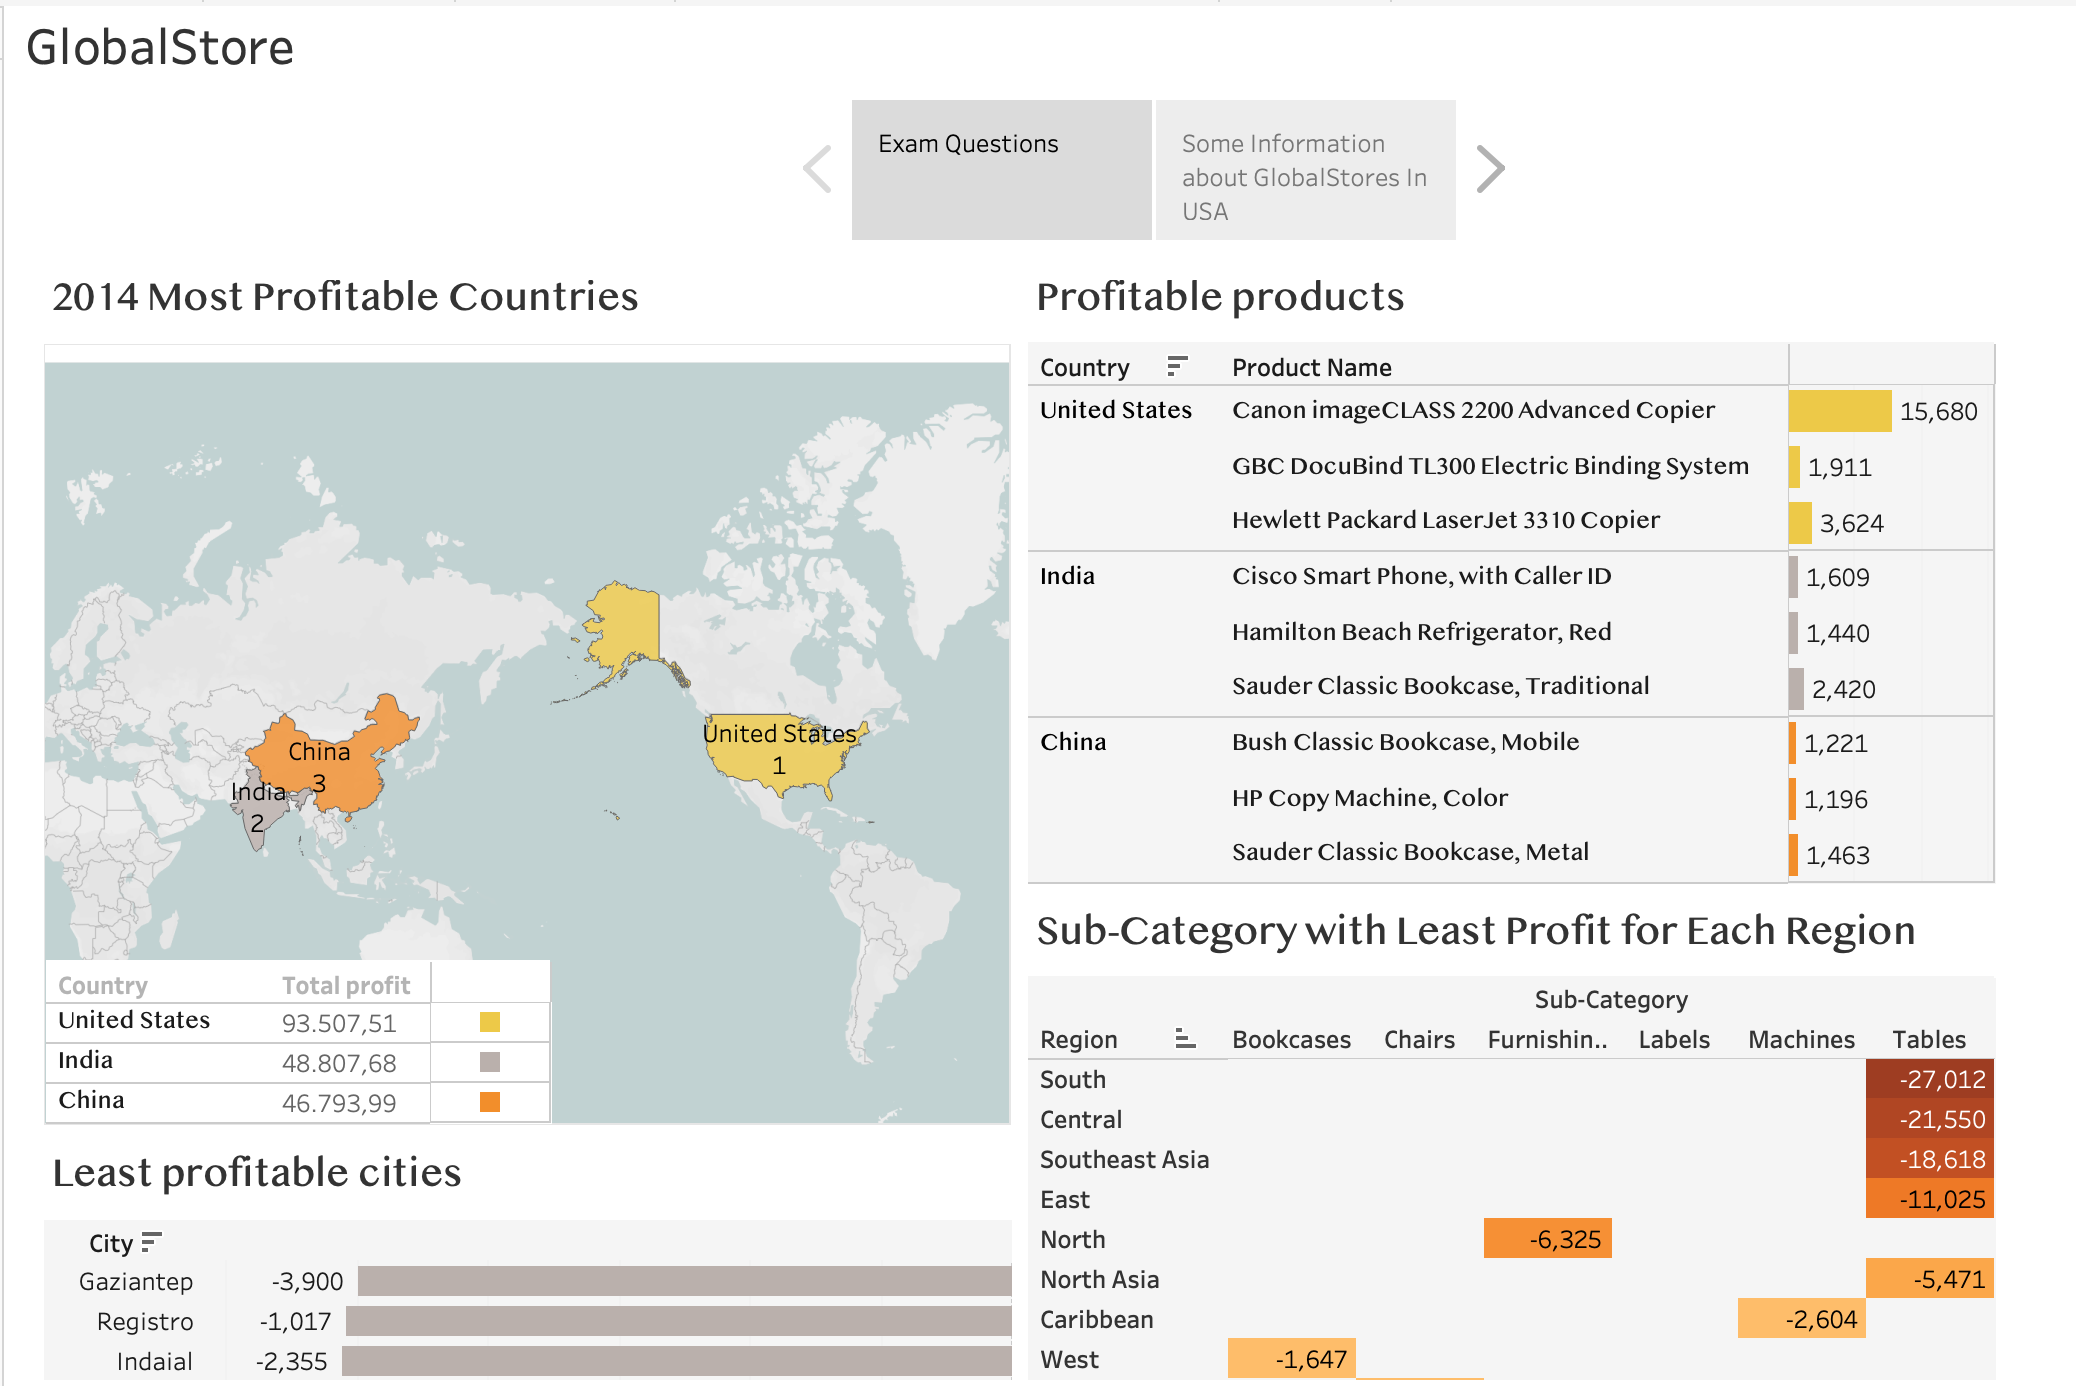 GlobalStore
Exam Questions
Some Information
about GlobalStores In
USA
2014 Most Profitable Countries
China
3
India
2
United States
1
Country Total profit
United States 93.507,51
India 48.807,68
China 46.793,99
Least profitable cities
City
Gaziantep -3,900
Registro -1,017
Indaial -2,355
Profitable products
Country Product Name
United States Canon imageCLASS 2200 Advanced Copier 15,680
GBC DocuBind TL300 Electric Binding System 1,911
Hewlett Packard LaserJet 3310 Copier 3,624
India Cisco Smart Phone, with Caller ID 1,609
Hamilton Beach Refrigerator, Red 1,440
Sauder Classic Bookcase, Traditional 2,420
China Bush Classic Bookcase, Mobile 1,221
HP Copy Machine, Color 1,196
Sauder Classic Bookcase, Metal 1,463
Sub-Category with Least Profit for Each Region
Sub-Category
Region Bookcases Chairs Furnishin.. Labels Machines Tables
South -27,012
Central -21,550
Southeast Asia -18,618
East -11,025
North -6,325
North Asia -5,471
Caribbean -2,604
West -1,647